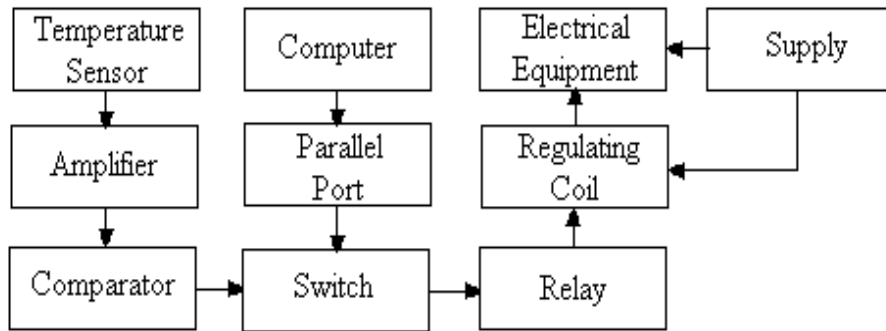 Temperature
Sensor
Computer
Electrical
Equipment
Supply
Amplifier
Parallel
Port
Regulating
Coil
Comparator
Switch
Relay